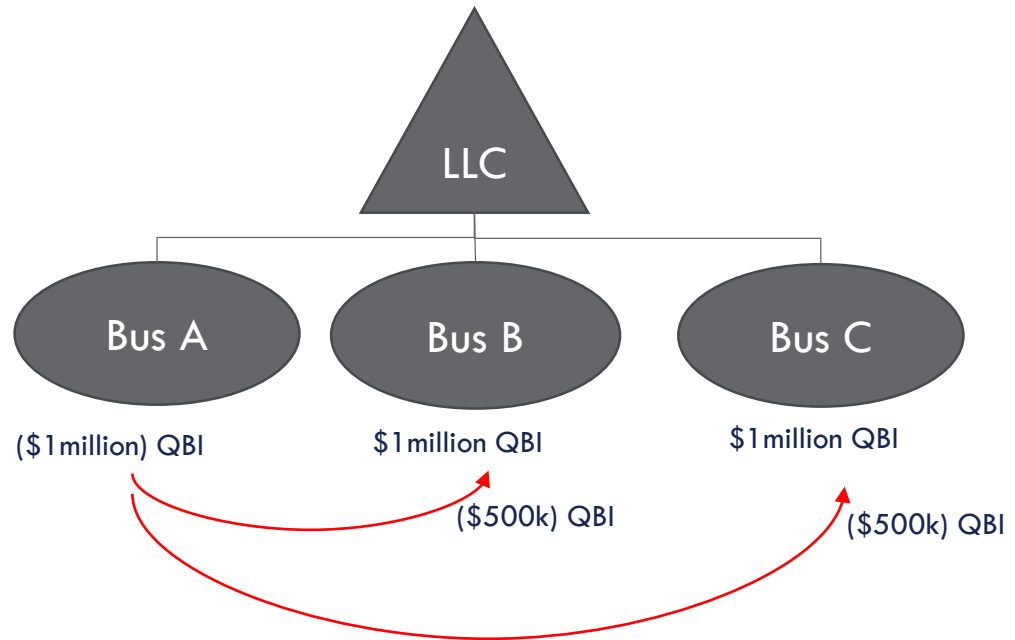 LLC
Bus A
Bus B
Bus C
($1million) QBI
$1million QBI
$1million QBI
($500k) QBI
($500k) QBI